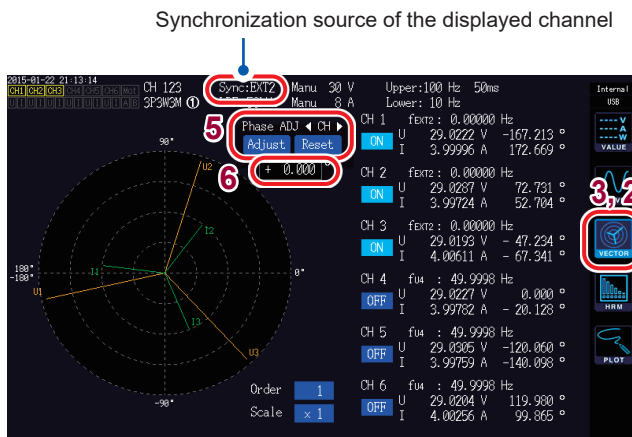 Synchronization source of the displayed channel
2015-01-22 21:13:14
CH1 CH2 CH3 CH4 CH5 CH6 Mot
U I U I U I U I U I U I A B
CH 123
3P3W3M ①
Sync:EXT2
Manu 30 V
Manu 8 A
Upper:100 Hz 50ms
Lower: 10 Hz
Internal
USB
5
Phase ADJ ◀ CH ▶
Adjust Reset
6
+ 0.000 °
90°
U2
I2
-180°
-180°
I1
U1
0°
I3
U3
-90°
Order 1
Scale x 1
CH 1 fEXT2: 0.00000 Hz
ON U 29.0222 V -167.213 °
I 3.99996 A 172.669 °
CH 2 fEXT2: 0.00000 Hz
ON U 29.0287 V 72.731 °
I 3.99724 A 52.704 °
CH 3 fEXT2: 0.00000 Hz
ON U 29.0193 V - 47.234 °
I 4.00611 A - 67.341 °
CH 4 fU4 : 49.9998 Hz
OFF U 29.0227 V 0.000 °
I 3.99782 A - 20.128 °
CH 5 fU4 : 49.9998 Hz
OFF U 29.0305 V -120.060 °
I 3.99759 A -140.098 °
CH 6 fU4 : 49.9998 Hz
OFF U 29.0204 V 119.980 °
I 4.00256 A 99.865 °
V
A
W
VALUE
3, 2
VECTOR
HRM
PLOT